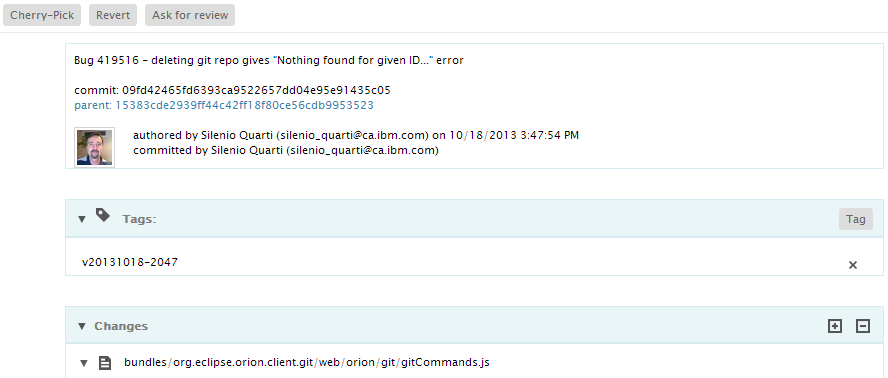 Cherry-Pick Revert Ask for review
Bug 419516 - deleting git repo gives "Nothing found for given ID..." error
commit: 09fd42465fd6393ca9522657dd04e95e91435c05
parent: 15383cde2939ff44c42ff18f80ce56cdb9953523
authored by Silenio Quarti (silenio_quarti@ca.ibm.com) on 10/18/2013 3:47:54 PM
committed by Silenio Quarti (silenio_quarti@ca.ibm.com)
Tags: Tag
v20131018-2047
Changes
bundles/org.eclipse.orion.client.git/web/orion/git/gitCommands.js